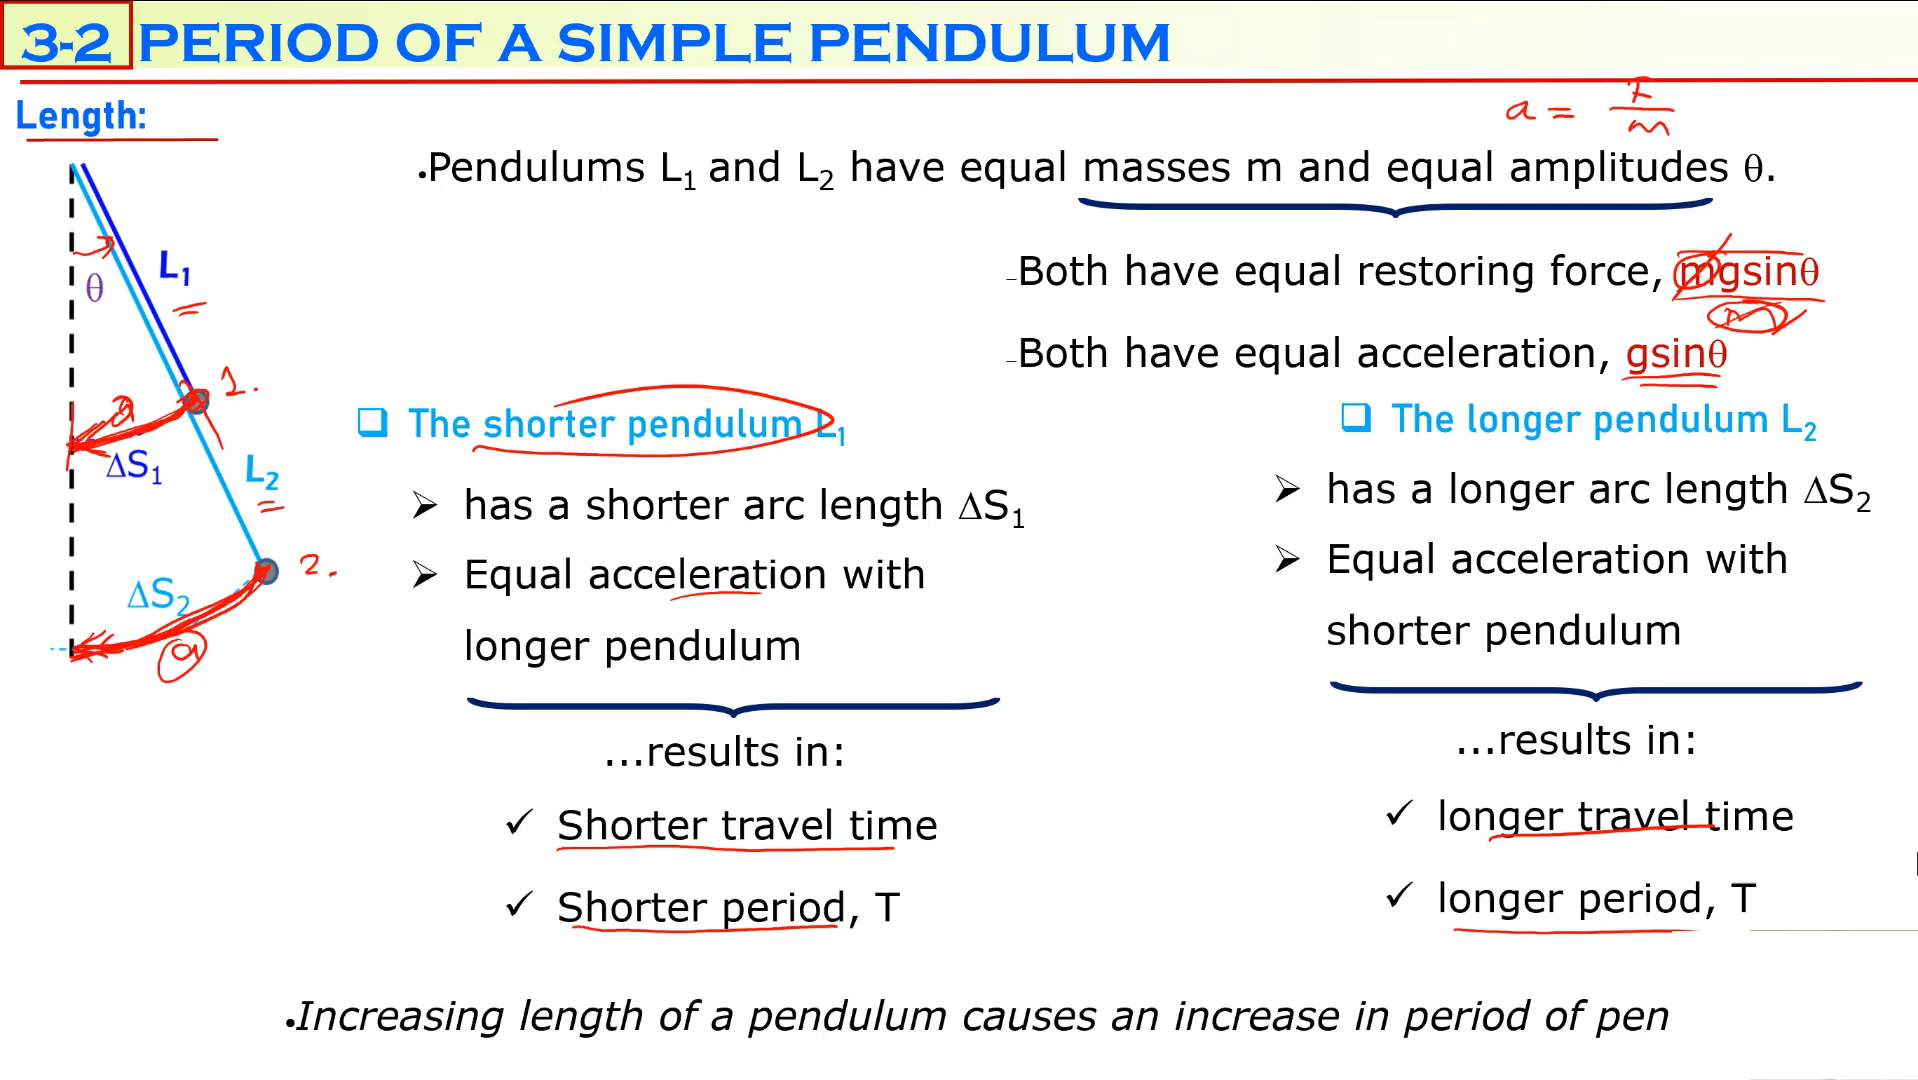 3-2 PERIOD OF A SIMPLE PENDULUM
Length:
a = F/m
•Pendulums L₁ and L₂ have equal masses m and equal amplitudes θ.
–Both have equal restoring force, mgsinθ
m
–Both have equal acceleration, gsinθ
θ
L₁
1.
a
ΔS₁
L₂
2.
ΔS₂
a
❑ The shorter pendulum L₁
➢ has a shorter arc length ΔS₁
➢ Equal acceleration with
longer pendulum
...results in:
✓ Shorter travel time
✓ Shorter period, T
❑ The longer pendulum L₂
➢ has a longer arc length ΔS₂
➢ Equal acceleration with
shorter pendulum
...results in:
✓ longer travel time
✓ longer period, T
•Increasing length of a pendulum causes an increase in period of pen